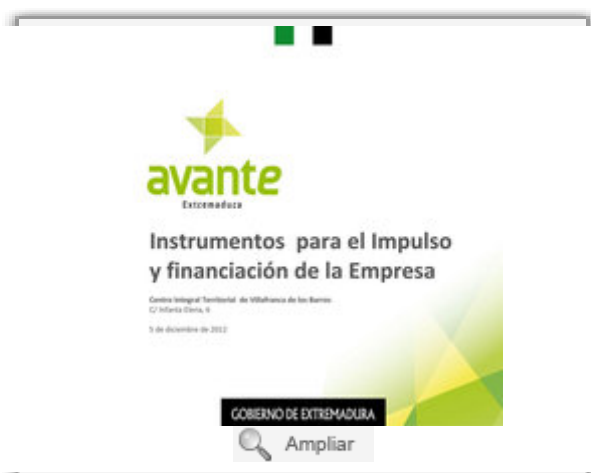 avante
Extremadura
Instrumentos para el Impulso
y financiación de la Empresa
Centro Integral Territorial de Villafranca de los Barros
C/ Infanta Elena, 6
5 de diciembre de 2012
GOBIERNO DE EXTREMADURA
Ampliar